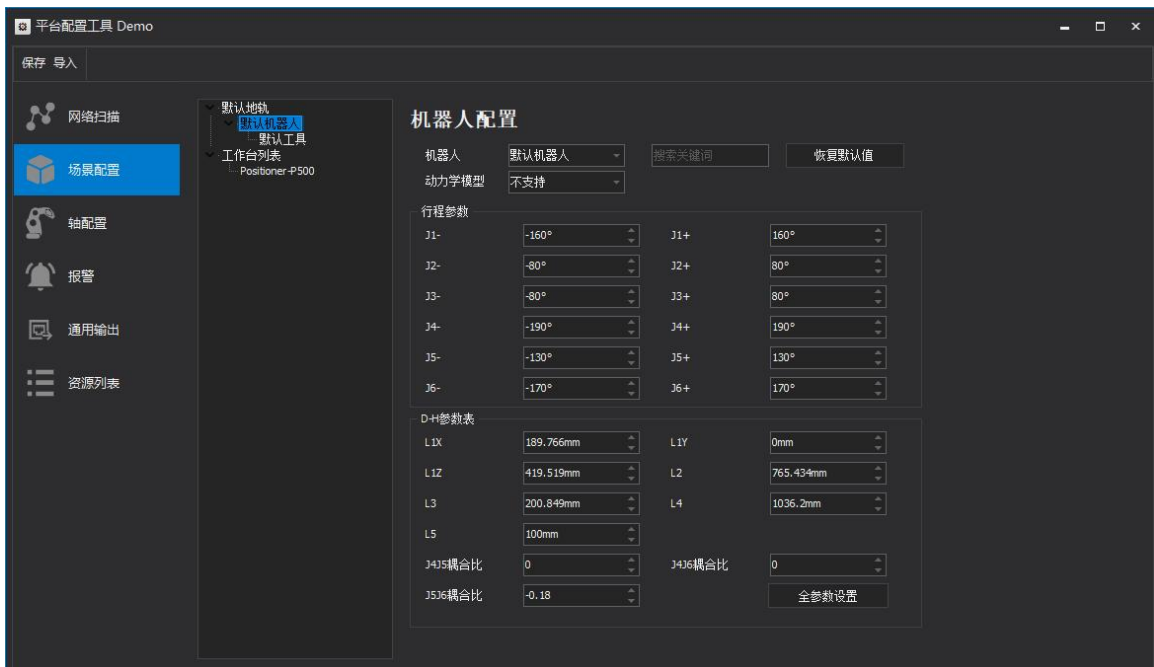 平台配置工具 Demo
保存 导入
网络扫描
场景配置
轴配置
报警
通用输出
资源列表
默认地轨
默认机器人
默认工具
工作台列表
Positioner-P500
机器人配置
机器人 默认机器人 搜索关键词 恢复默认值
动力学模型 不支持
行程参数
J1- -160° J1+ 160°
J2- -80° J2+ 80°
J3- -80° J3+ 80°
J4- -190° J4+ 190°
J5- -130° J5+ 130°
J6- -170° J6+ 170°
D-H参数表
L1X 189.766mm L1Y 0mm
L1Z 419.519mm L2 765.434mm
L3 200.849mm L4 1036.2mm
L5 100mm
J4J5耦合比 0 J4J6耦合比 0
J5J6耦合比 -0.18 全参数设置